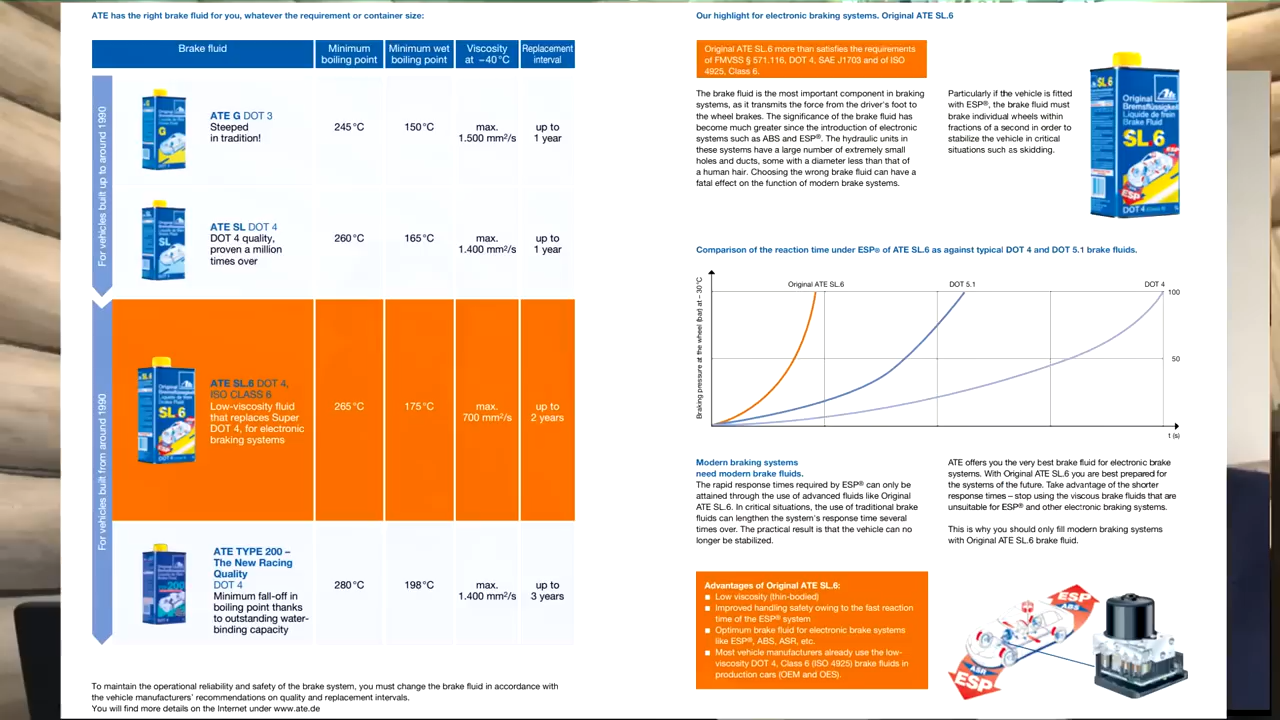 ATE has the right brake fluid for you, whatever the requirement or container size:
Brake fluid
Minimum
boiling point
Minimum wet
boiling point
Viscosity
at −40°C
Replacement
interval
For vehicles built up to around 1990
ATE G DOT 3
Steeped
in tradition!
245°C
150°C
max.
1.500 mm²/s
up to
1 year
ATE SL DOT 4
DOT 4 quality,
proven a million
times over
260°C
165°C
max.
1.400 mm²/s
up to
1 year
For vehicles built from around 1990
ATE SL.6 DOT 4,
ISO CLASS 6
Low-viscosity fluid
that replaces Super
DOT 4, for electronic
braking systems
265°C
175°C
max.
700 mm²/s
up to
2 years
ATE TYPE 200 –
The New Racing
Quality
DOT 4
Minimum fall-off in
boiling point thanks
to outstanding water-
binding capacity
280°C
198°C
max.
1.400 mm²/s
up to
3 years
To maintain the operational reliability and safety of the brake system, you must change the brake fluid in accordance with
the vehicle manufacturers' recommendations on quality and replacement intervals.
You will find more details on the Internet under www.ate.de
Our highlight for electronic braking systems. Original ATE SL.6
Original ATE SL.6 more than satisfies the requirements
of FMVSS § 571.116, DOT 4, SAE J1703 and of ISO
4925, Class 6.
The brake fluid is the most important component in braking
systems, as it transmits the force from the driver's foot to
the wheel brakes. The significance of the brake fluid has
become much greater since the introduction of electronic
systems such as ABS and ESP®. The hydraulic units in
these systems have a large number of extremely small
holes and ducts, some with a diameter less than that of
a human hair. Choosing the wrong brake fluid can have a
fatal effect on the function of modern brake systems.
Particularly if the vehicle is fitted
with ESP®, the brake fluid must
brake individual wheels within
fractions of a second in order to
stabilize the vehicle in critical
situations such as skidding.
SL 6
Original
Bremsflüssigkeit
Liquide de frein
Brake Fluid
SL 6
ESP
DOT 4
Comparison of the reaction time under ESP® of ATE SL.6 as against typical DOT 4 and DOT 5.1 brake fluids.
Braking pressure at the wheel (bar) at − 30°C
Original ATE SL.6
DOT 5.1
DOT 4
100
50
t (s)
Modern braking systems
need modern brake fluids.
The rapid response times required by ESP® can only be
attained through the use of advanced fluids like Original
ATE SL.6. In critical situations, the use of traditional brake
fluids can lengthen the system's response time several
times over. The practical result is that the vehicle can no
longer be stabilized.
ATE offers you the very best brake fluid for electronic brake
systems. With Original ATE SL.6 you are best prepared for
the systems of the future. Take advantage of the shorter
response times – stop using the viscous brake fluids that are
unsuitable for ESP® and other electronic braking systems.
This is why you should only fill modern braking systems
with Original ATE SL.6 brake fluid.
Advantages of Original ATE SL.6:
■ Low viscosity (thin-bodied)
■ Improved handling safety owing to the fast reaction
time of the ESP® system
■ Optimum brake fluid for electronic brake systems
like ESP®, ABS, ASR, etc.
■ Most vehicle manufacturers already use the low-
viscosity DOT 4, Class 6 (ISO 4925) brake fluids in
production cars (OEM and OES).
ESP
ABS
ASR
ESP